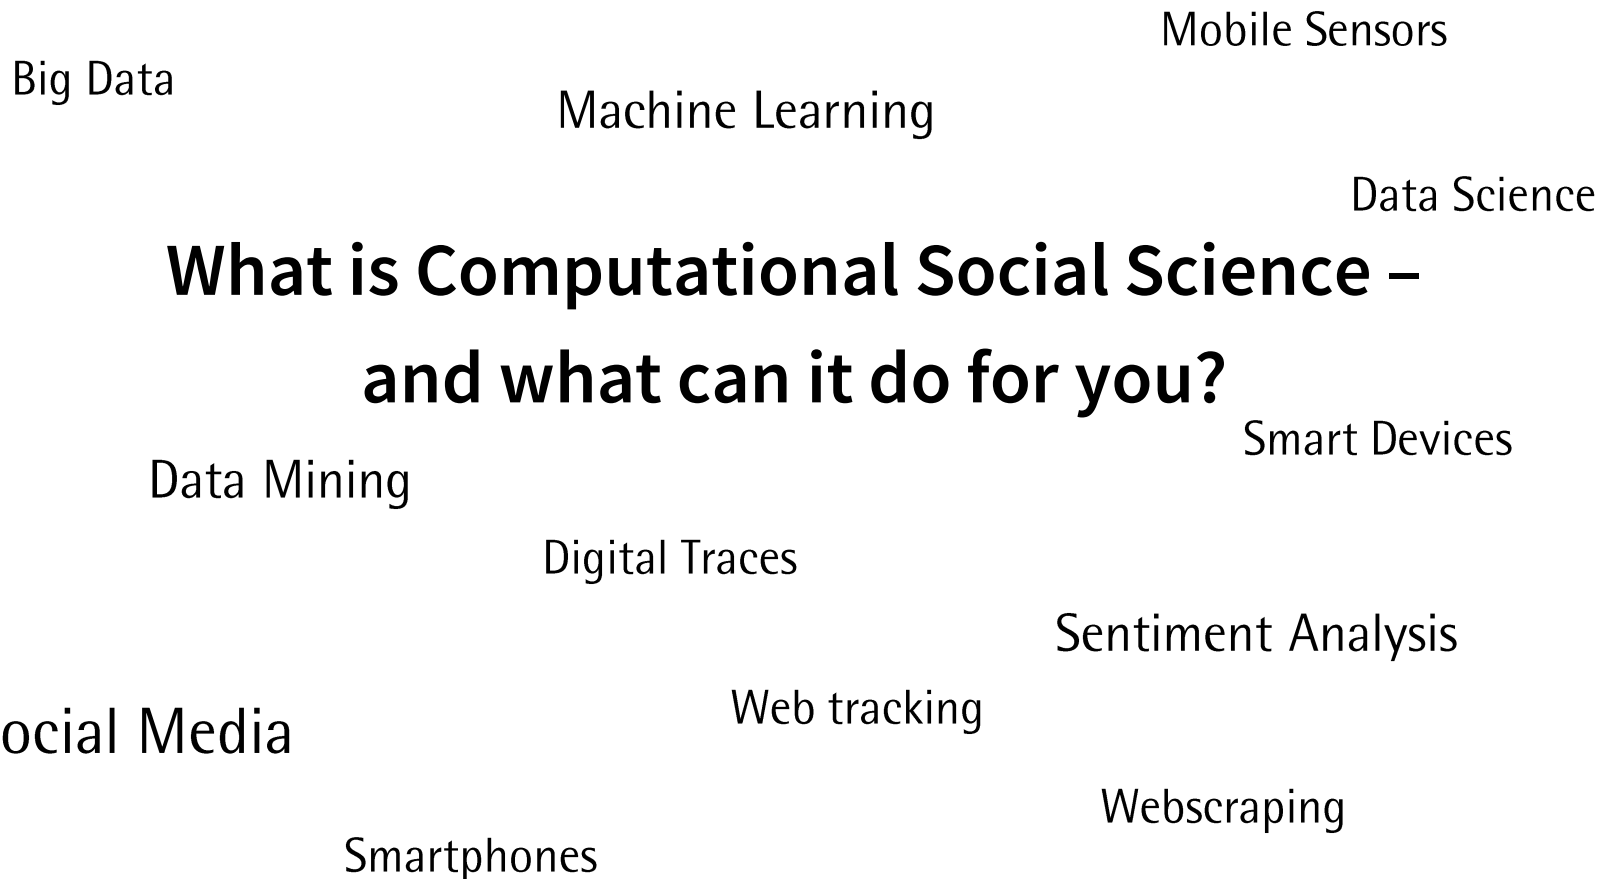 Mobile Sensors
Big Data
Machine Learning
Data Science
What is Computational Social Science –
and what can it do for you?
Smart Devices
Data Mining
Digital Traces
Sentiment Analysis
Web tracking
ocial Media
Webscraping
Smartphones